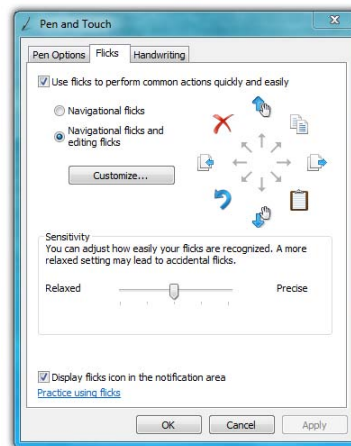 Pen and Touch
Pen Options
Flicks
Handwriting
Use flicks to perform common actions quickly and easily
Navigational flicks
Navigational flicks and
editing flicks
Customize...
Sensitivity
You can adjust how easily your flicks are recognized. A more
relaxed setting may lead to accidental flicks.
Relaxed
Precise
Display flicks icon in the notification area
Practice using flicks
OK
Cancel
Apply